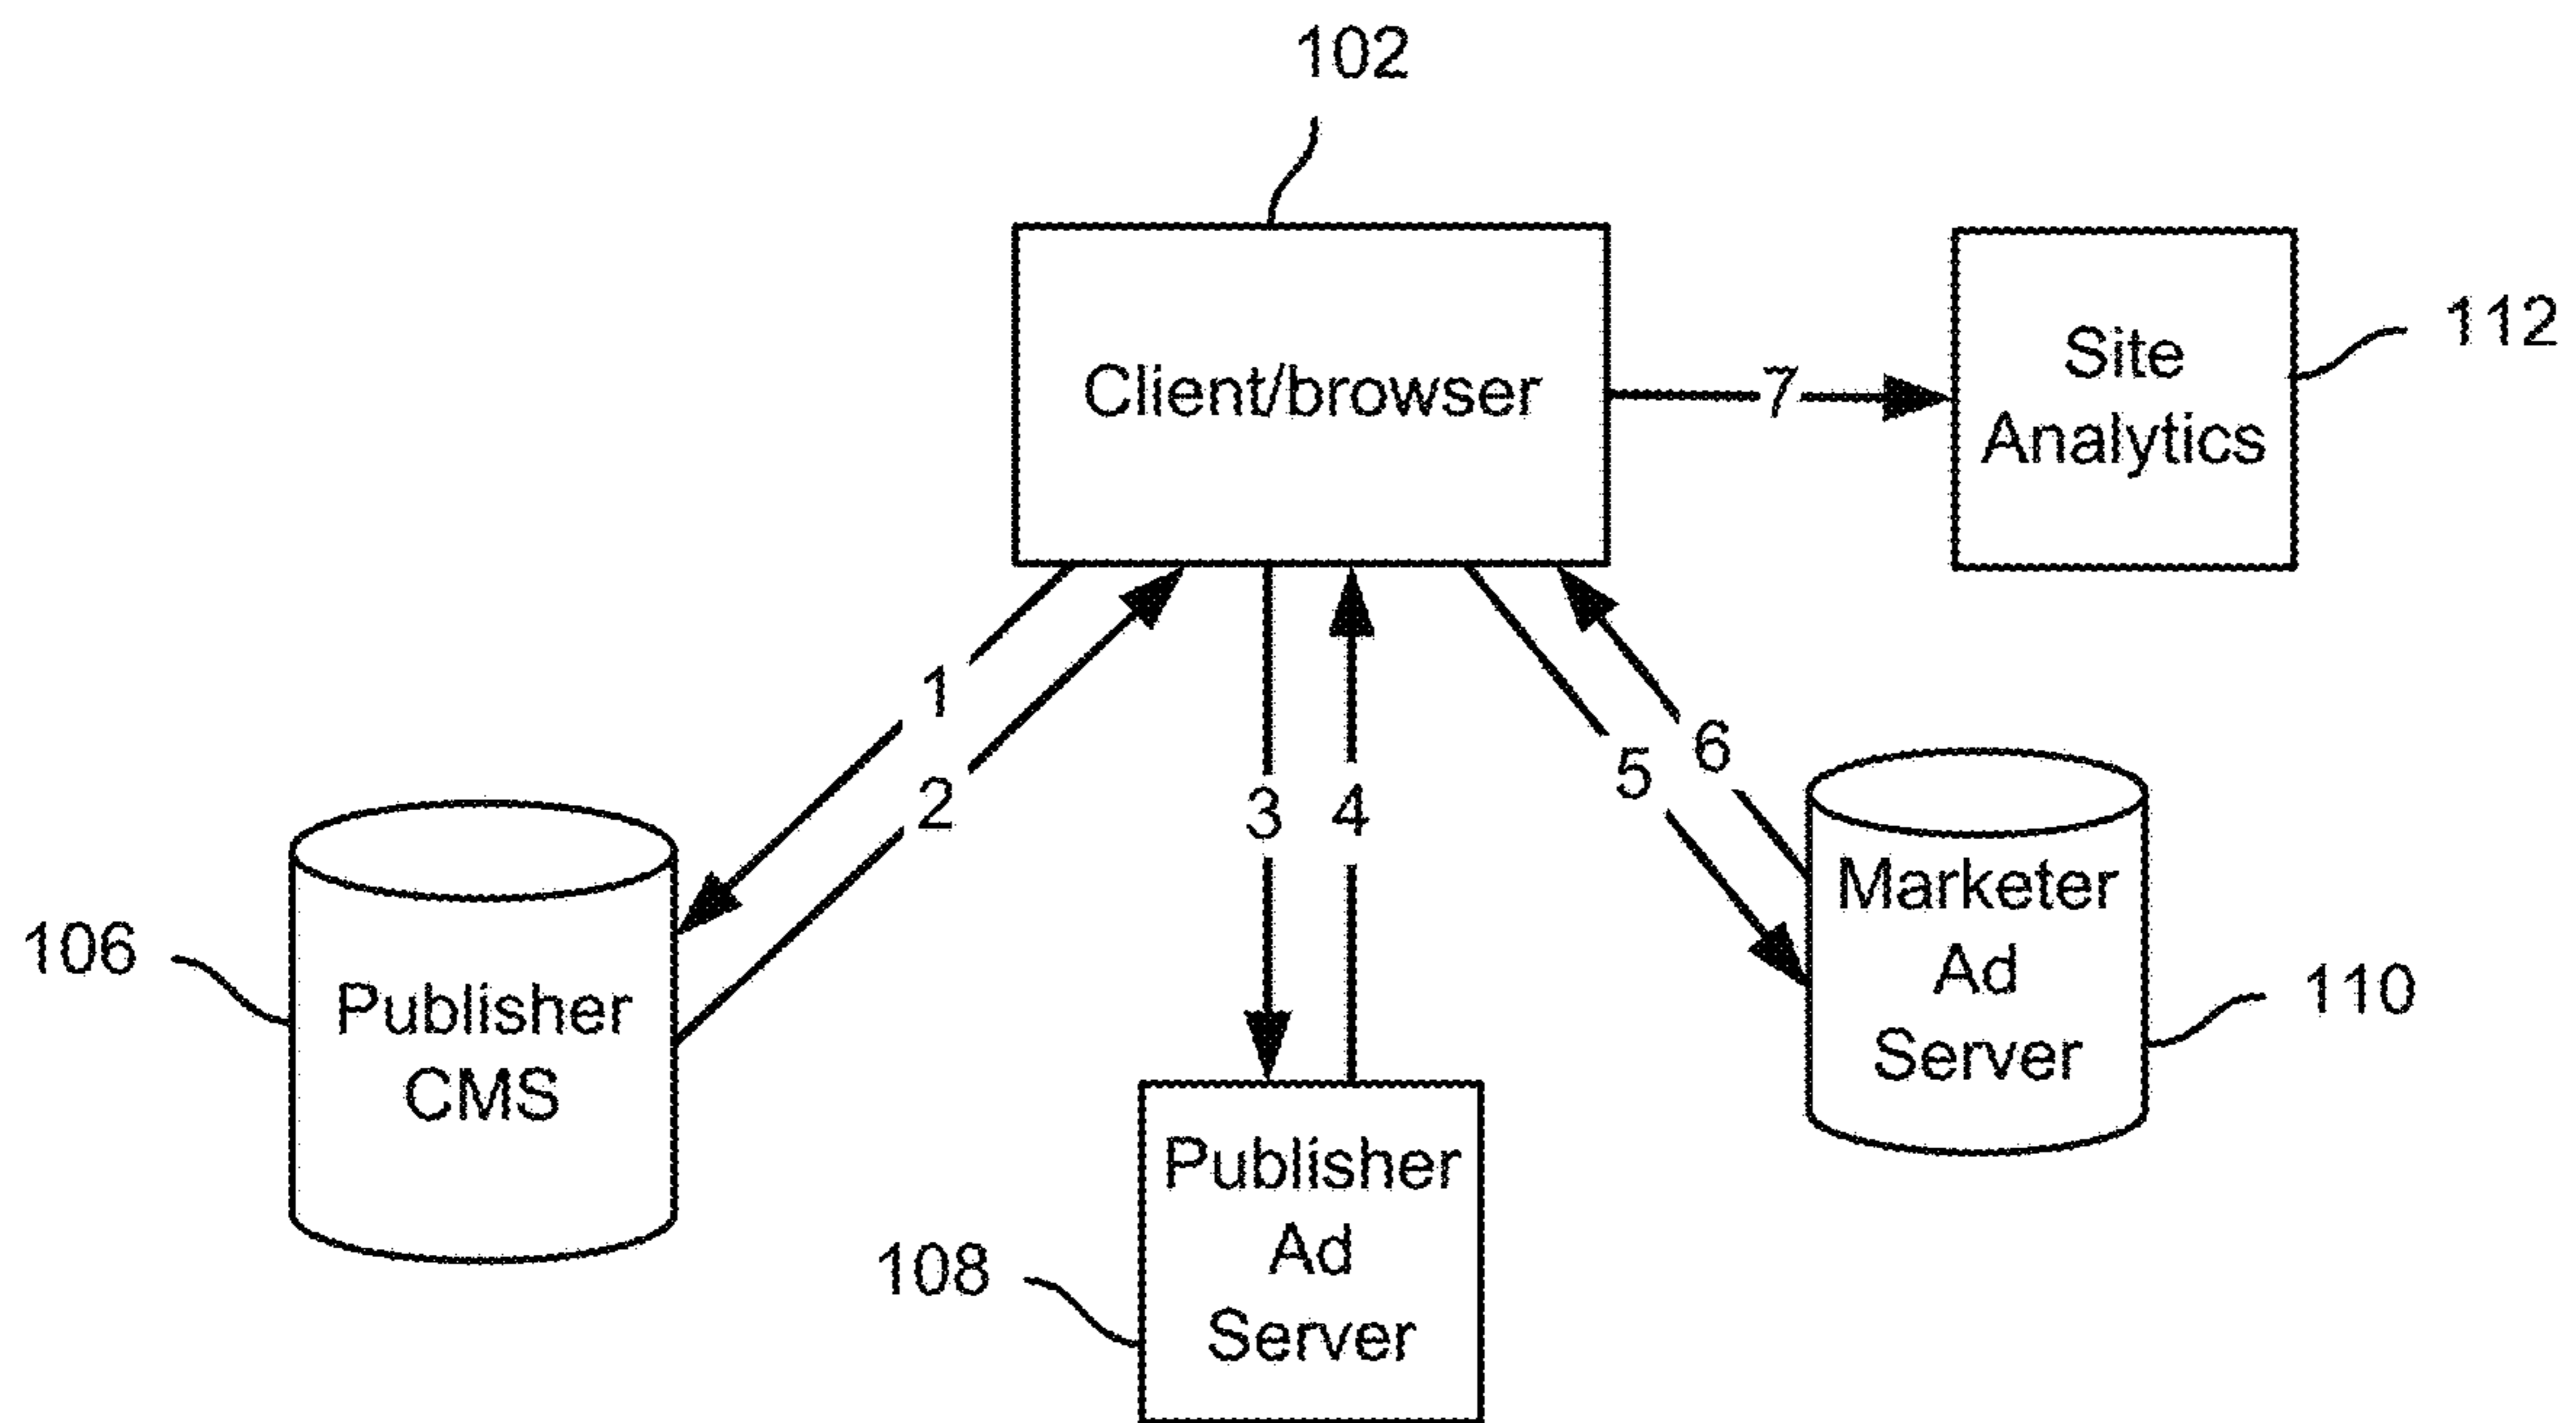 102
Client/browser
7
Site
Analytics
112
1
2
3
4
5
6
106
Publisher
CMS
Marketer
Ad
Server
110
108
Publisher
Ad
Server